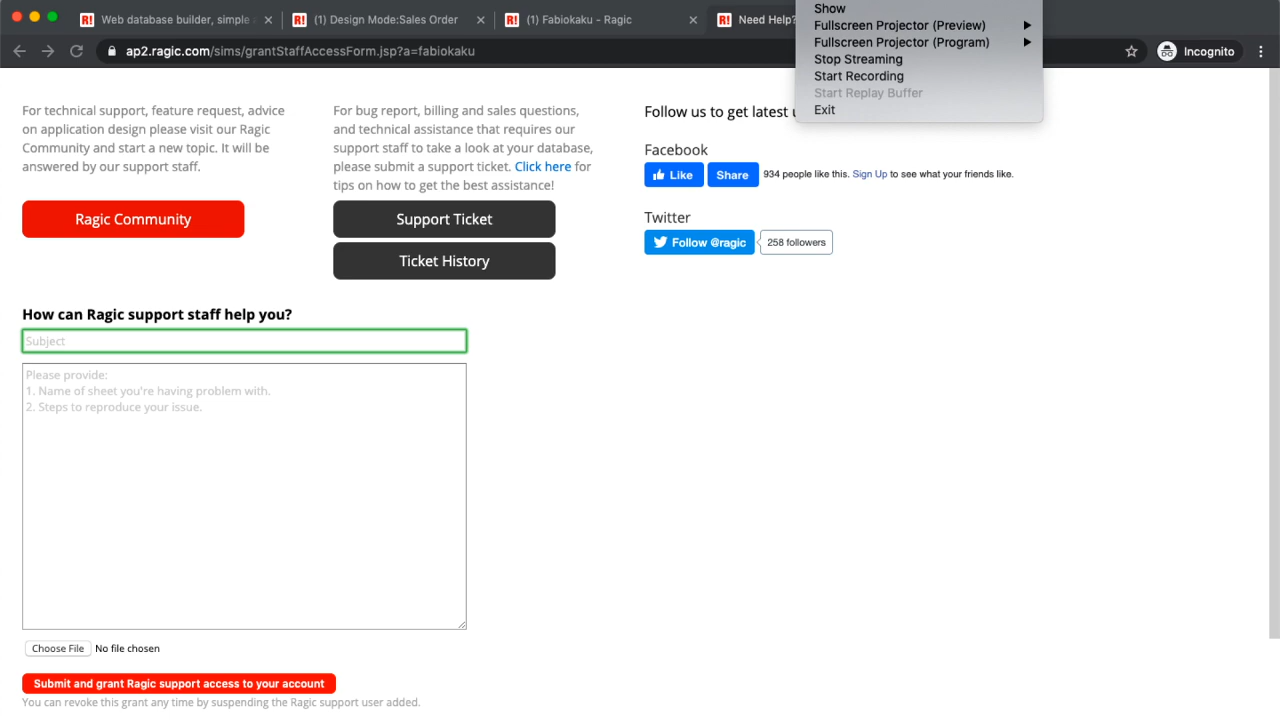 Web database builder, simple a
(1) Design Mode:Sales Order
(1) Fabiokaku - Ragic
Need Help?
ap2.ragic.com/sims/grantStaffAccessForm.jsp?a=fabiokaku
Incognito
Show
Fullscreen Projector (Preview)
Fullscreen Projector (Program)
Stop Streaming
Start Recording
Start Replay Buffer
Exit
For technical support, feature request, advice
on application design please visit our Ragic
Community and start a new topic. It will be
answered by our support staff.
Ragic Community
For bug report, billing and sales questions,
and technical assistance that requires our
support staff to take a look at your database,
please submit a support ticket. Click here for
tips on how to get the best assistance!
Support Ticket
Ticket History
Follow us to get latest
Facebook
Like
Share
934 people like this. Sign Up to see what your friends like.
Twitter
Follow @ragic
258 followers
How can Ragic support staff help you?
Subject
Please provide:
1. Name of sheet you're having problem with.
2. Steps to reproduce your issue.
Choose File No file chosen
Submit and grant Ragic support access to your account
You can revoke this grant any time by suspending the Ragic support user added.